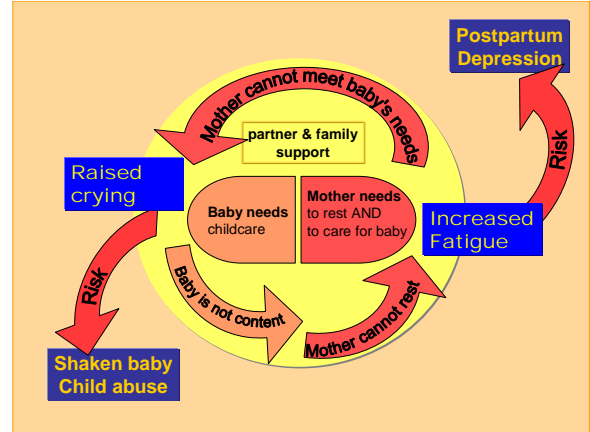 Postpartum
Depression
Mother cannot meet baby's needs
Risk
partner & family
support
Raised
crying
Baby needs
childcare
Mother needs
to rest AND
to care for baby
Increased
Fatigue
Risk
Baby is not content
Mother cannot rest
Shaken baby
Child abuse